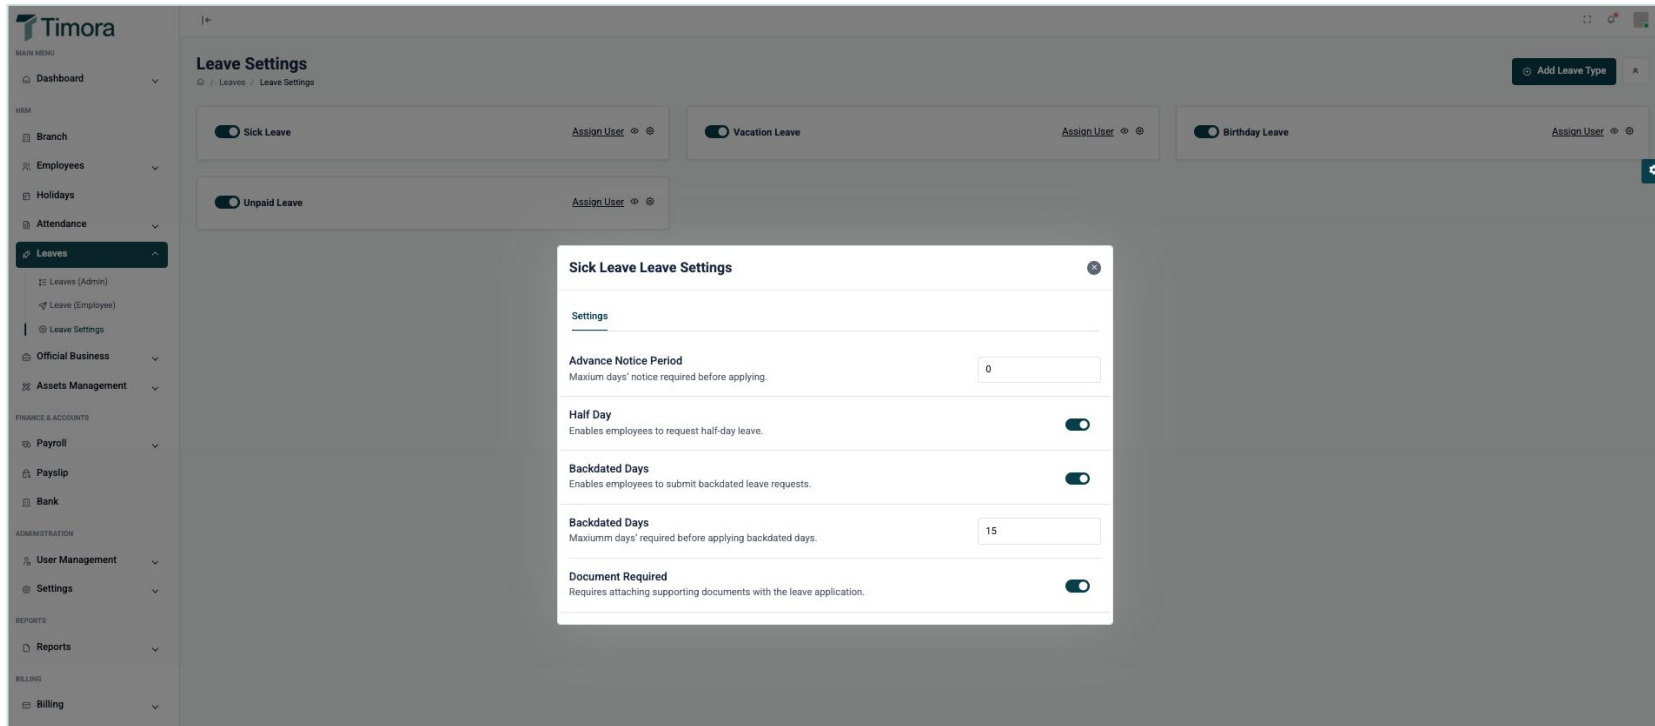 Timora
MAIN MENU
Dashboard
HRM
Branch
Employees
Holidays
Attendance
Leaves
Leaves (Admin)
Leave (Employee)
Leave Settings
Official Business
Assets Management
FINANCE & ACCOUNTS
Payroll
Payslip
Bank
ADMINISTRATION
User Management
Settings
REPORTS
Reports
BILLING
Billing
Leave Settings
/ Leaves / Leave Settings
Add Leave Type
Sick Leave Assign User
Vacation Leave Assign User
Birthday Leave Assign User
Unpaid Leave Assign User
Sick Leave Leave Settings
Settings
Advance Notice Period
Maxium days' notice required before applying.
0
Half Day
Enables employees to request half-day leave.
Backdated Days
Enables employees to submit backdated leave requests.
Backdated Days
Maxiumm days' required before applying backdated days.
15
Document Required
Requires attaching supporting documents with the leave application.